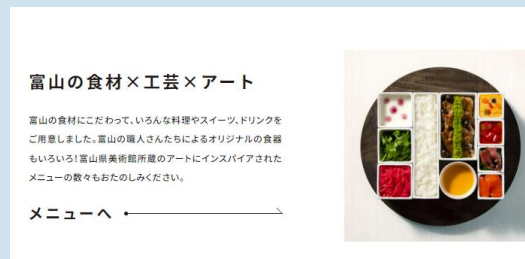 富山の食材×工芸×アート
富山の食材にこだわって、いろんな料理やスイーツ、ドリンクを
ご用意しました。富山の職人さんたちによるオリジナルの食器
もいろいろ！富山県美術館所蔵のアートにインスパイアされた
メニューの数々もおたのしみください。
メニューへ